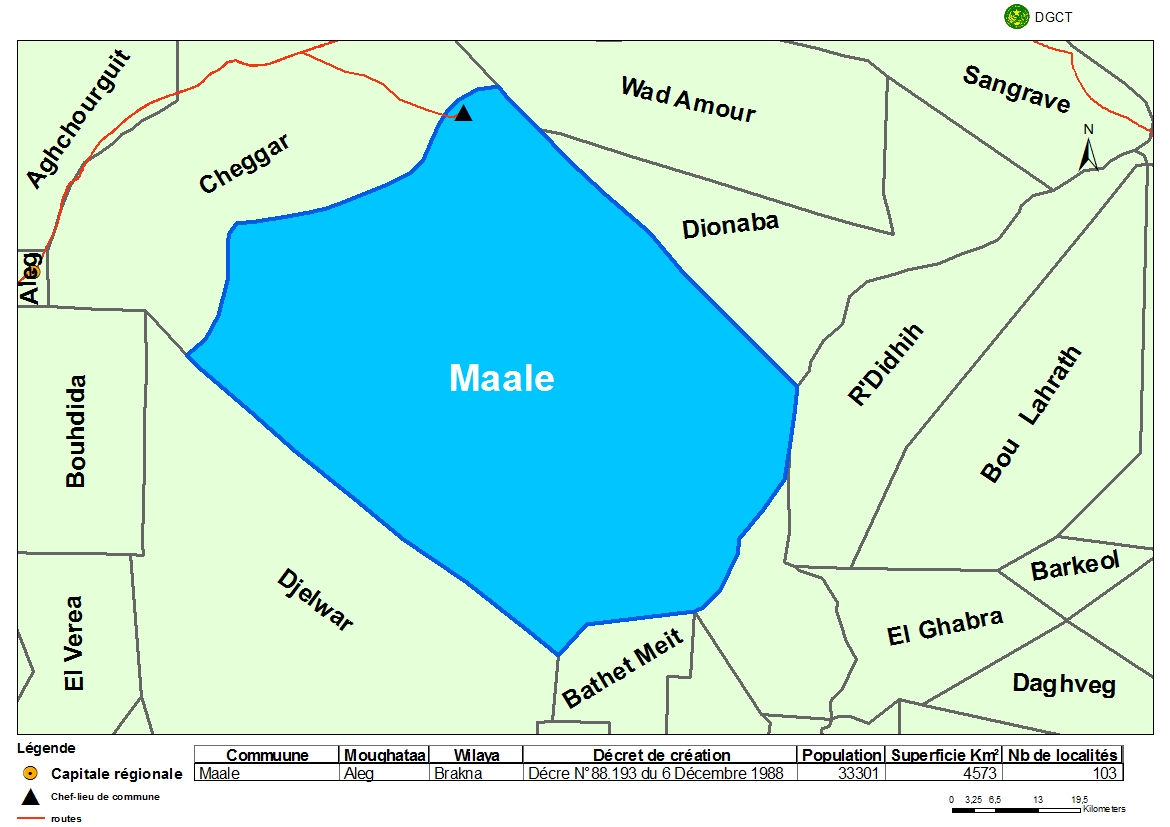 DGCT
Aghchourguit
Wad Amour
Sangrave
N
Cheggar
Dionaba
Aleg
R'Didhih
Bou Lahrath
Maale
Bouhdida
Barkeol
Djelwar
El Verea
El Ghabra
Bathet Meit
Daghveg
Légende
Capitale régionale
Chef-lieu de commune
routes
Commuune Moughataa Wilaya Décret de création Population Superficie Km² Nb de localités
Maale Aleg Brakna Décre N°88.193 du 6 Décembre 1988 33301 4573 103
0 3,25 6,5 13 19,5
Kilometers